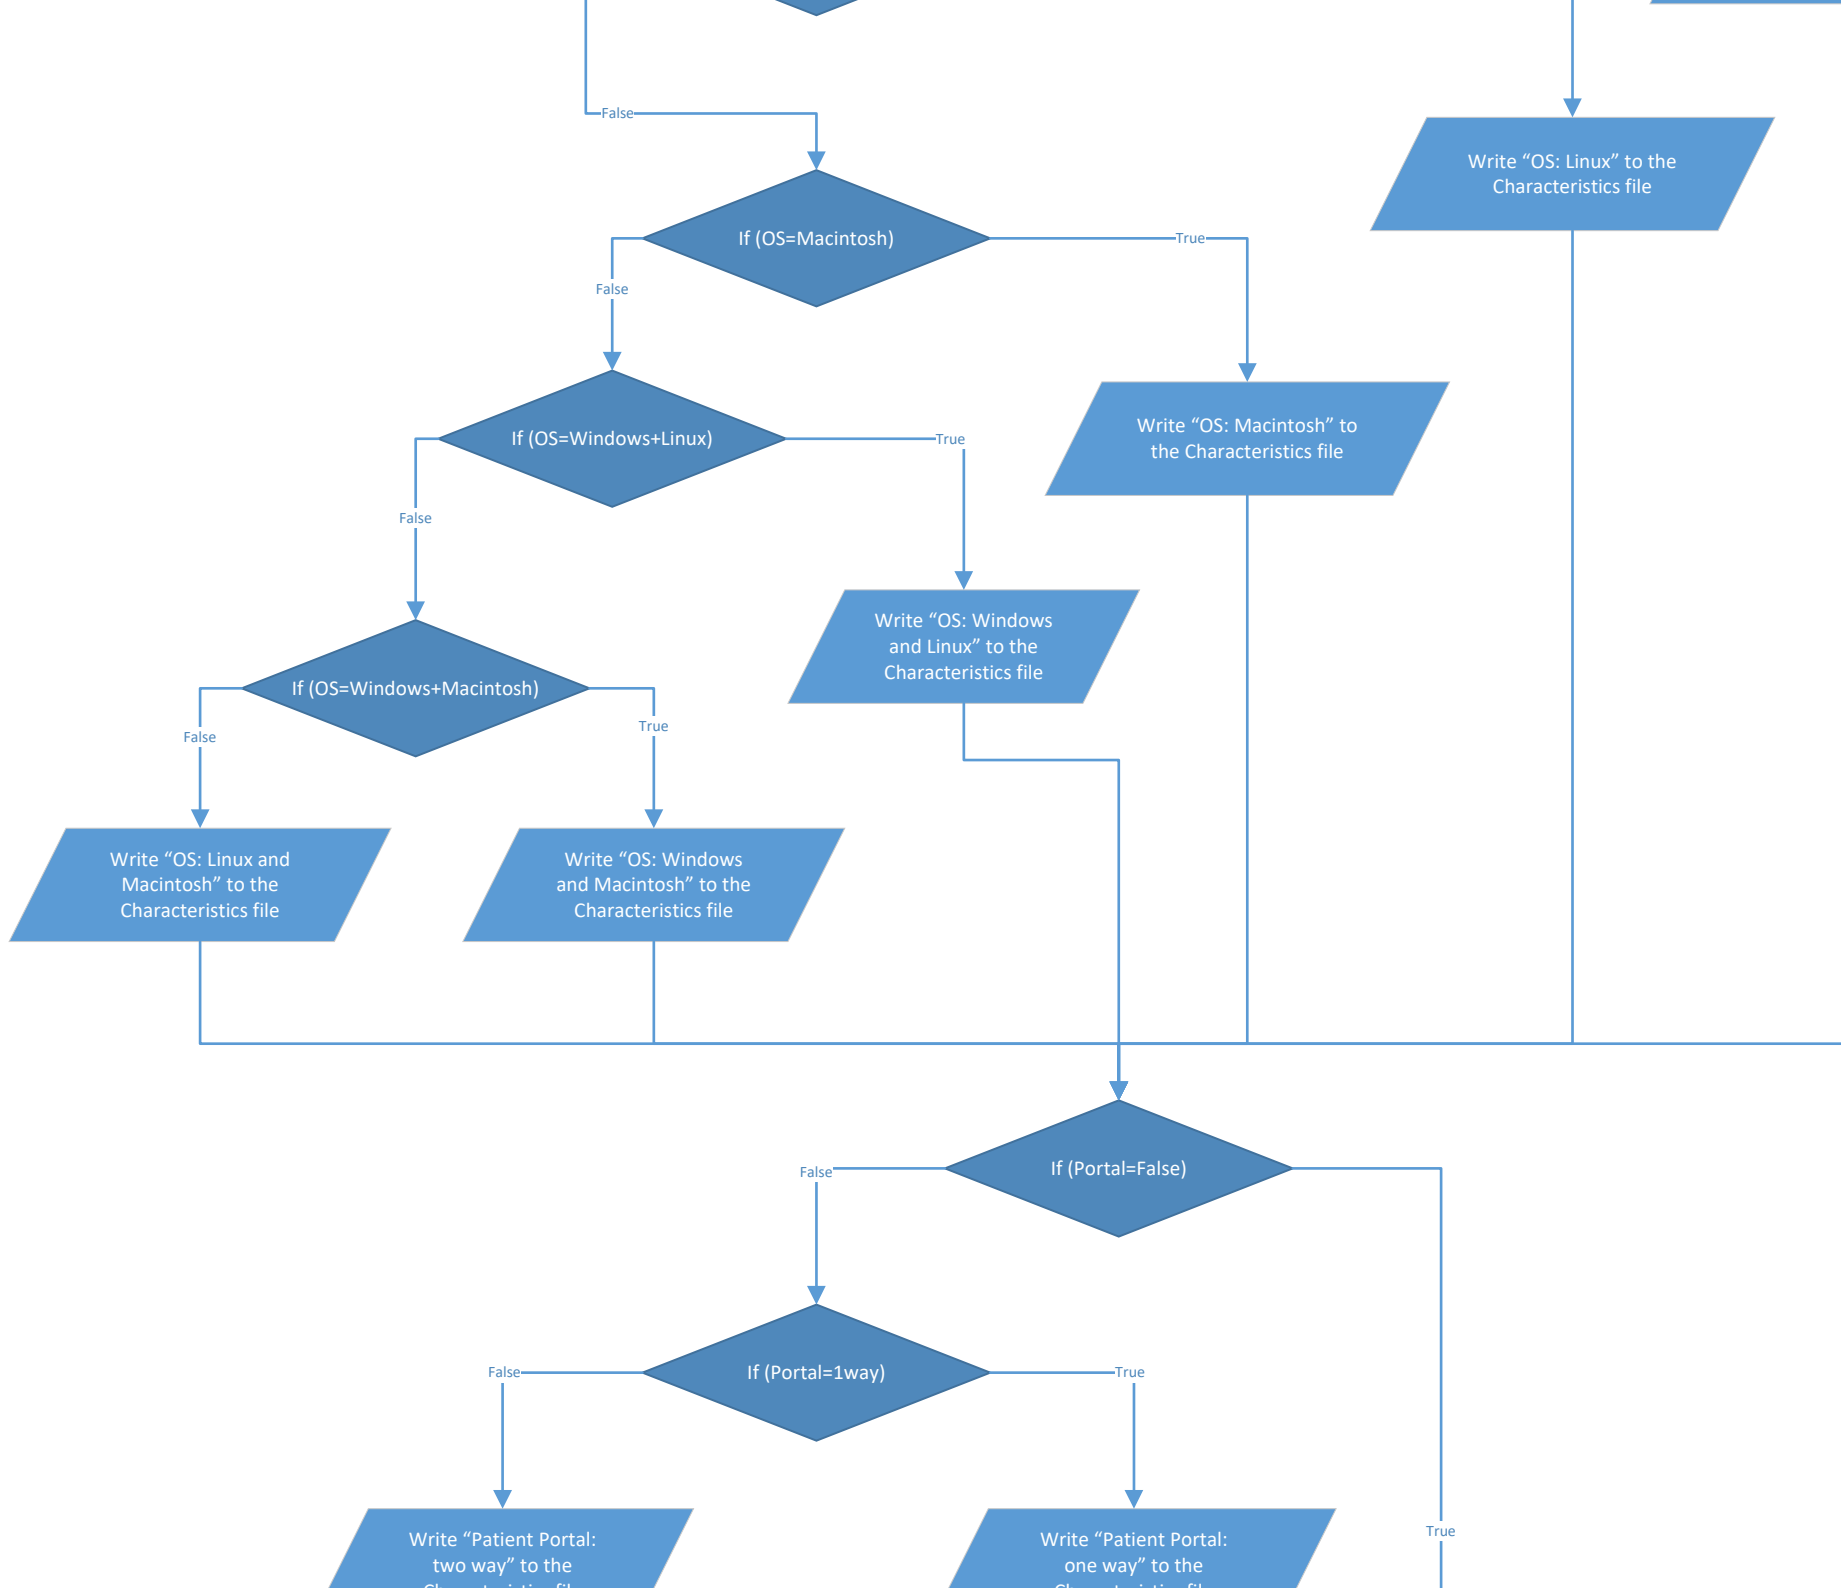 False
Write “OS: Linux” to the
Characteristics file
If (OS=Macintosh)
True
False
Write “OS: Macintosh” to
the Characteristics file
If (OS=Windows+Linux)
True
False
Write “OS: Windows
and Linux” to the
Characteristics file
If (OS=Windows+Macintosh)
False
True
Write “OS: Linux and
Macintosh” to the
Characteristics file
Write “OS: Windows
and Macintosh” to the
Characteristics file
If (Portal=False)
False
If (Portal=1way)
False
True
True
Write “Patient Portal:
two way” to the
Characteristics file
Write “Patient Portal:
one way” to the
Characteristics file